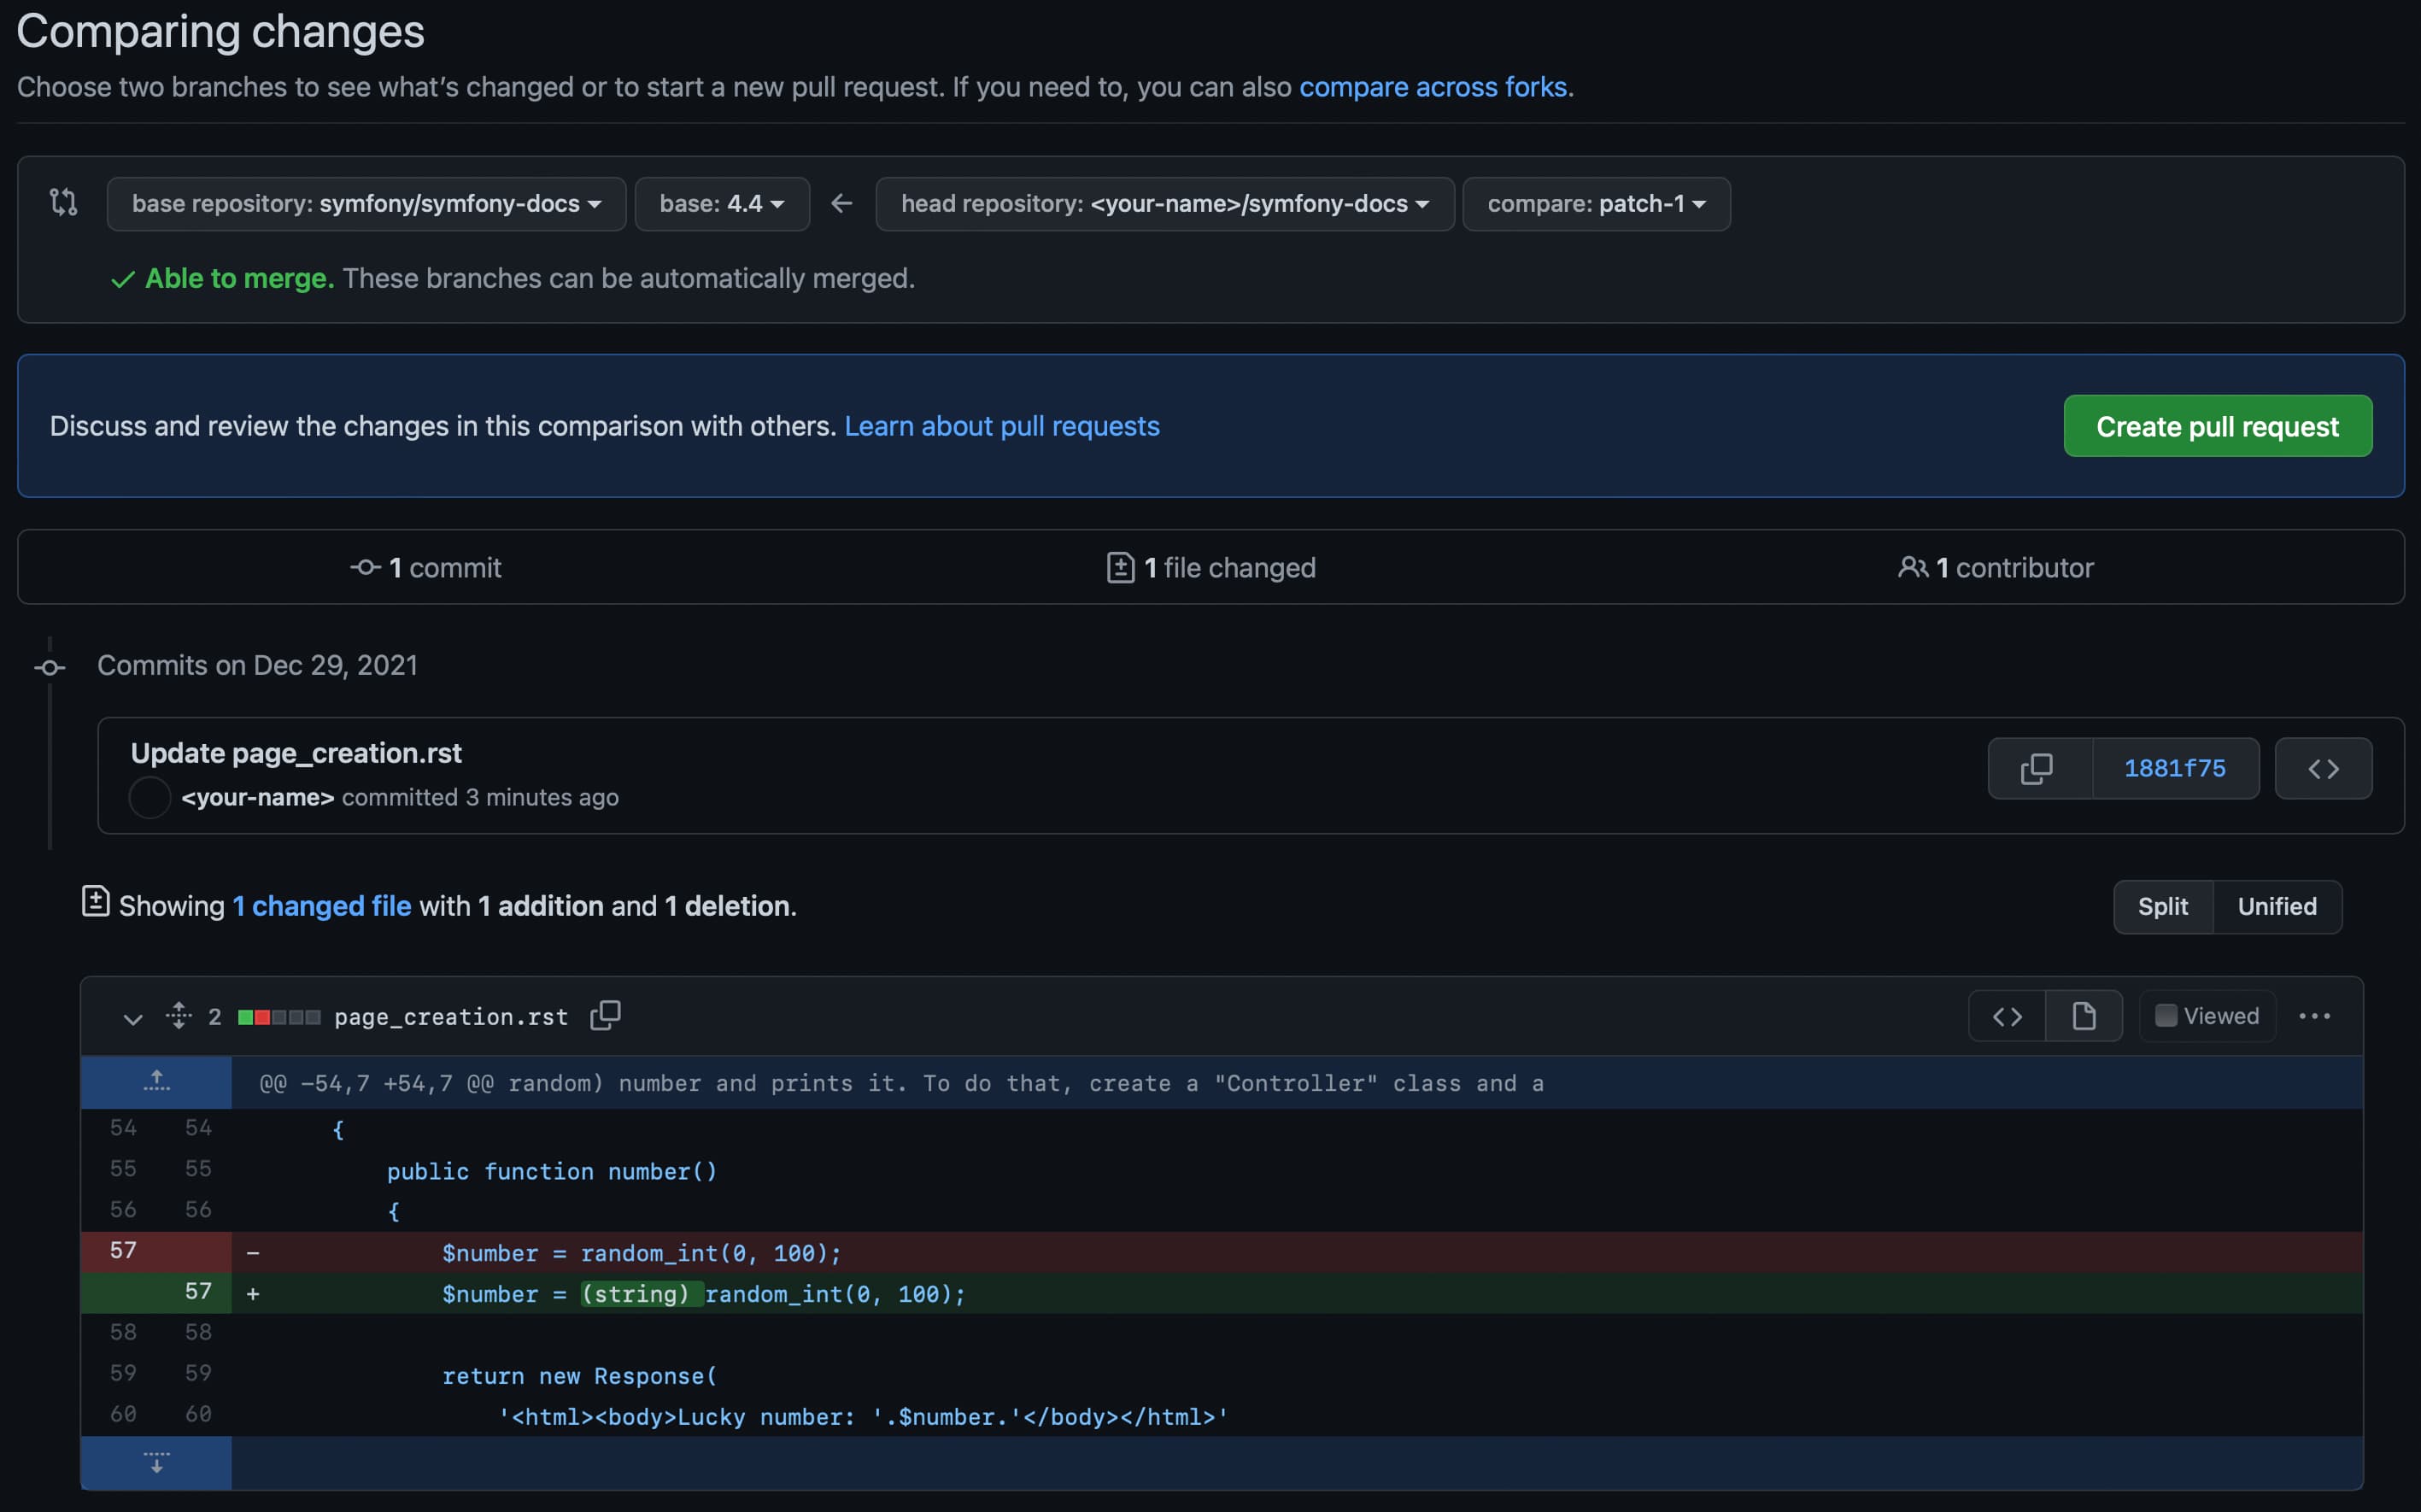 Comparing changes
Choose two branches to see what’s changed or to start a new pull request. If you need to, you can also compare across forks.
base repository: symfony/symfony-docs base: 4.4 ← head repository: <your-name>/symfony-docs compare: patch-1
✓ Able to merge. These branches can be automatically merged.
Discuss and review the changes in this comparison with others. Learn about pull requests Create pull request
1 commit 1 file changed 1 contributor
Commits on Dec 29, 2021
Update page_creation.rst
<your-name> committed 3 minutes ago 1881f75 <>
Showing 1 changed file with 1 addition and 1 deletion. Split Unified
2 page_creation.rst <> Viewed ...
@@ -54,7 +54,7 @@ random) number and prints it. To do that, create a "Controller" class and a
54 54 {
55 55 public function number()
56 56 {
57 - $number = random_int(0, 100);
57 + $number = (string) random_int(0, 100);
58 58
59 59 return new Response(
60 60 '<html><body>Lucky number: '.$number.'</body></html>'